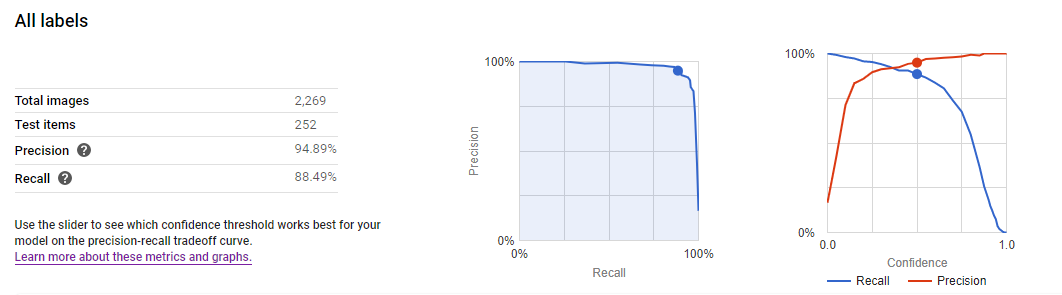 All labels
Total images 2,269
Test items 252
Precision ? 94.89%
Recall ? 88.49%
Use the slider to see which confidence threshold works best for your
model on the precision-recall tradeoff curve.
Learn more about these metrics and graphs.
100%
Precision
0%
0% 100%
Recall
100%
0%
0.0 1.0
Confidence
Recall Precision